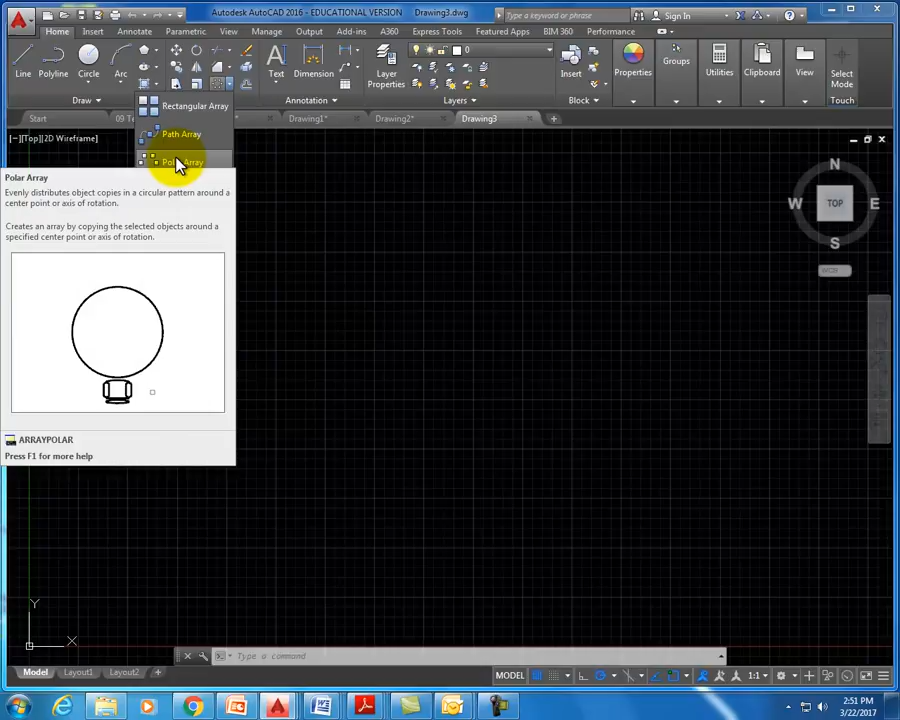 Autodesk AutoCAD 2016 - EDUCATIONAL VERSION Drawing3.dwg
Type a keyword or phrase
Sign In
Home Insert Annotate Parametric View Manage Output Add-ins A360 Express Tools Featured Apps BIM 360 Performance
Line Polyline Circle Arc
Text Dimension
Layer
Properties
0
Insert
Properties Groups Utilities Clipboard View
Select
Mode
Draw
Annotation
Layers
Block
Touch
Start
Drawing1*
Drawing2*
Drawing3
Rectangular Array
Path Array
Polar Array
[−][Top][2D Wireframe]
Polar Array
Evenly distributes object copies in a circular pattern around a
center point or axis of rotation.
Creates an array by copying the selected objects around a
specified center point or axis of rotation.
ARRAYPOLAR
Press F1 for more help
N
W TOP E
S
WCS
Y
X
Type a command
Model Layout1 Layout2 +
MODEL
1:1
2:51 PM
3/22/2017